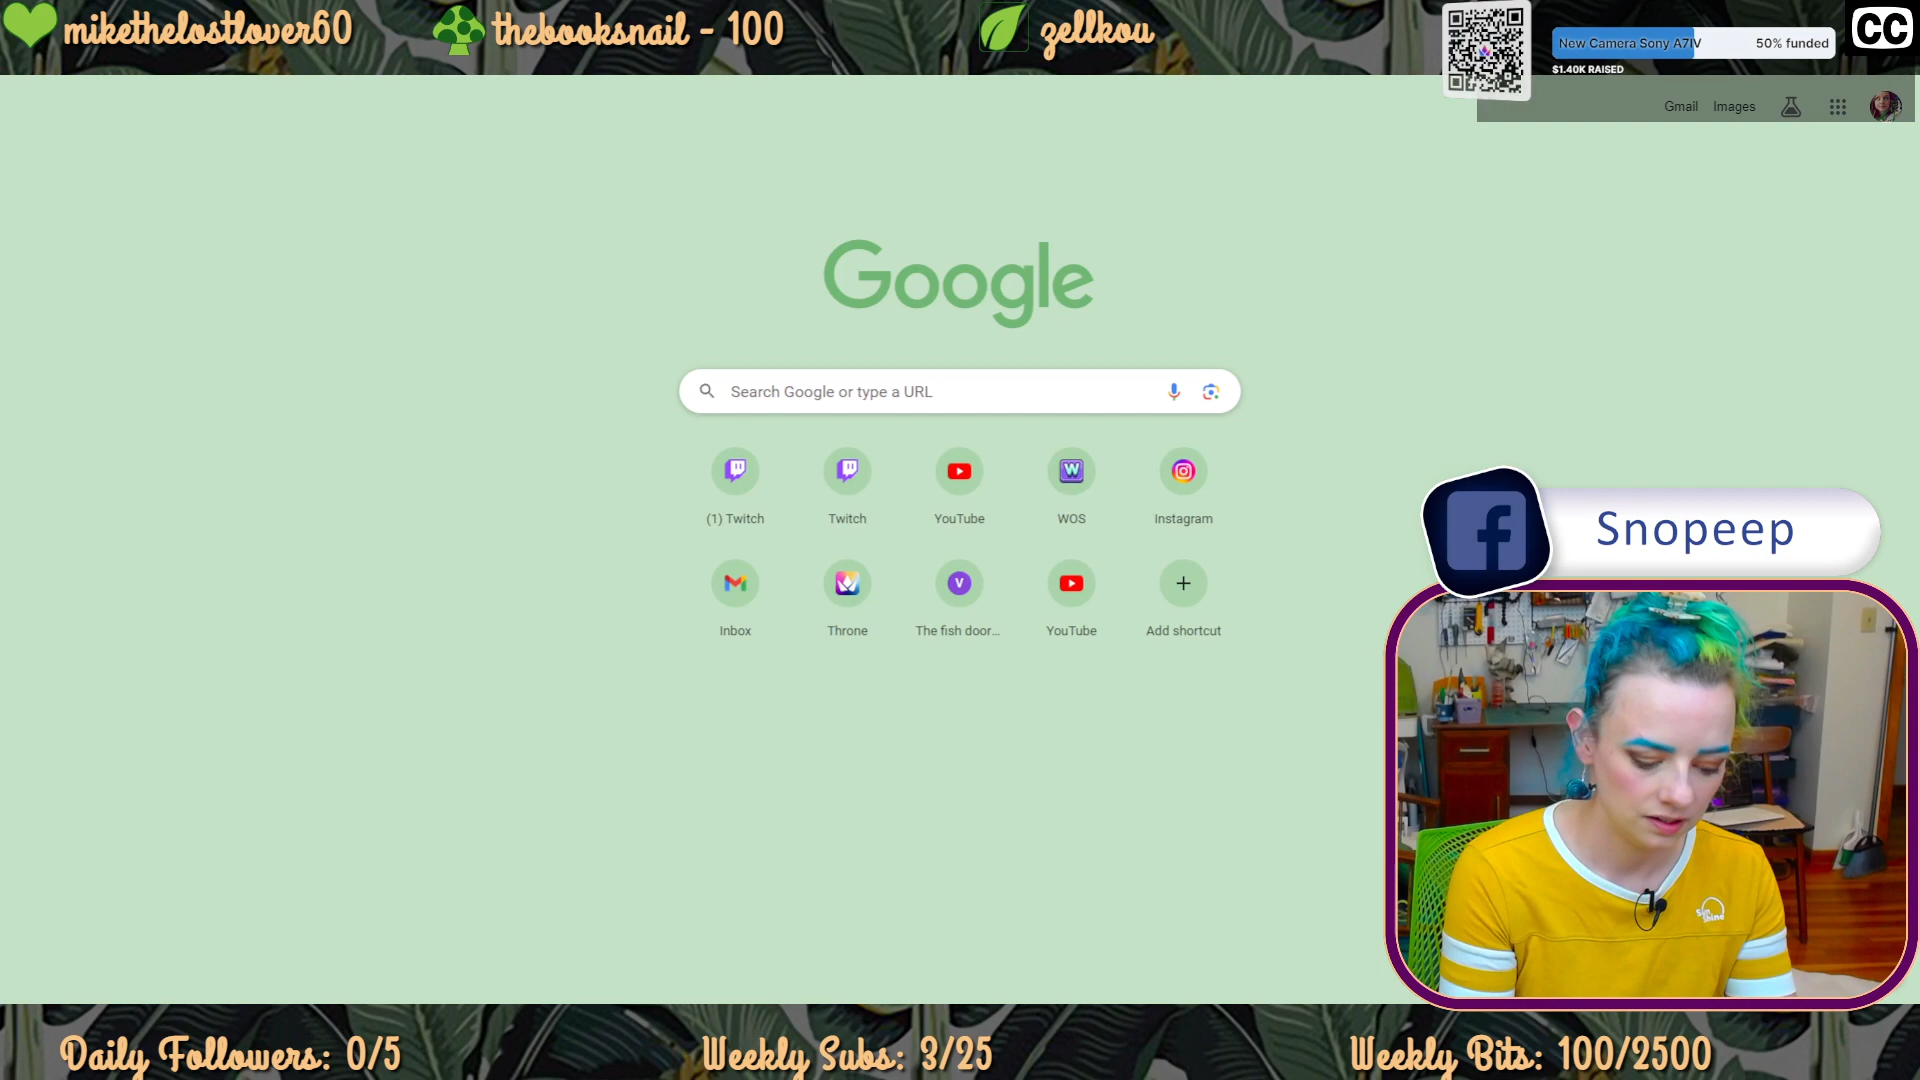 mikethelostlover60
thebooksnail - 100
zellkou
New Camera Sony A7IV 50% funded
$1.40K RAISED
CC
Gmail Images
Google
Search Google or type a URL
(1) Twitch
Twitch
YouTube
W
WOS
Instagram
Inbox
Throne
V
The fish door...
YouTube
Add shortcut
f
Snopeep
Sun
shine
Daily Followers: 0/5
Weekly Subs: 3/25
Weekly Bits: 100/2500